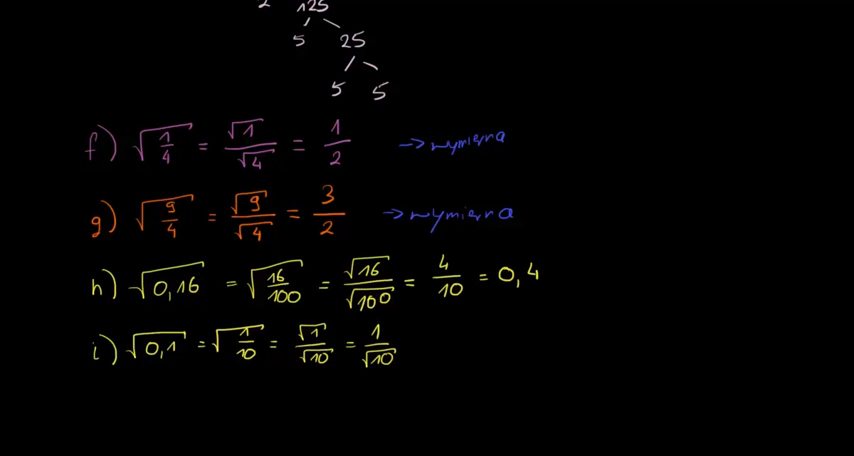 2 125
5 25
5 5
f) √(1/4) = √1/√4 = 1/2 → wymierna
g) √(9/4) = √9/√4 = 3/2 → wymierna
h) √0,16 = √(16/100) = √16/√100 = 4/10 = 0,4
i) √0,1 = √(1/10) = √1/√10 = 1/√10